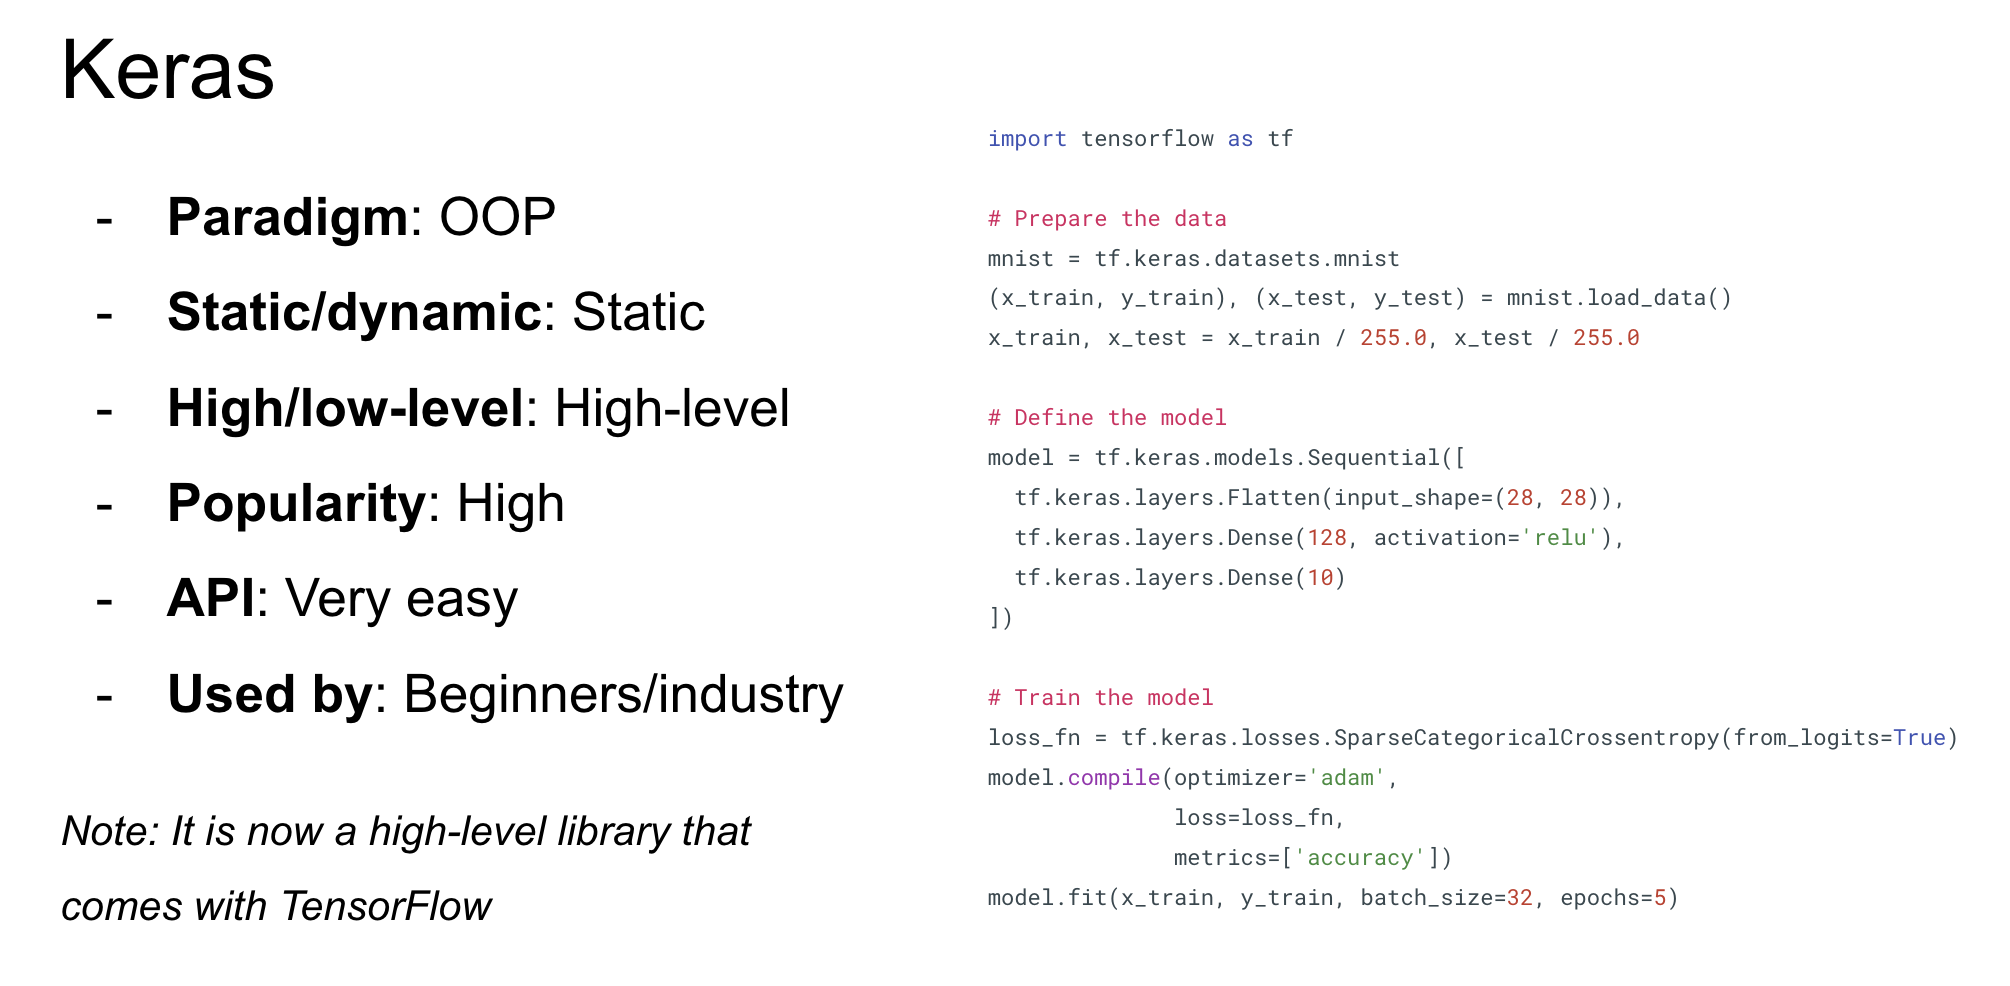 Keras
- Paradigm: OOP
- Static/dynamic: Static
- High/low-level: High-level
- Popularity: High
- API: Very easy
- Used by: Beginners/industry
Note: It is now a high-level library that
comes with TensorFlow
import tensorflow as tf
# Prepare the data
mnist = tf.keras.datasets.mnist
(x_train, y_train), (x_test, y_test) = mnist.load_data()
x_train, x_test = x_train / 255.0, x_test / 255.0
# Define the model
model = tf.keras.models.Sequential([
  tf.keras.layers.Flatten(input_shape=(28, 28)),
  tf.keras.layers.Dense(128, activation='relu'),
  tf.keras.layers.Dense(10)
])
# Train the model
loss_fn = tf.keras.losses.SparseCategoricalCrossentropy(from_logits=True)
model.compile(optimizer='adam',
              loss=loss_fn,
              metrics=['accuracy'])
model.fit(x_train, y_train, batch_size=32, epochs=5)